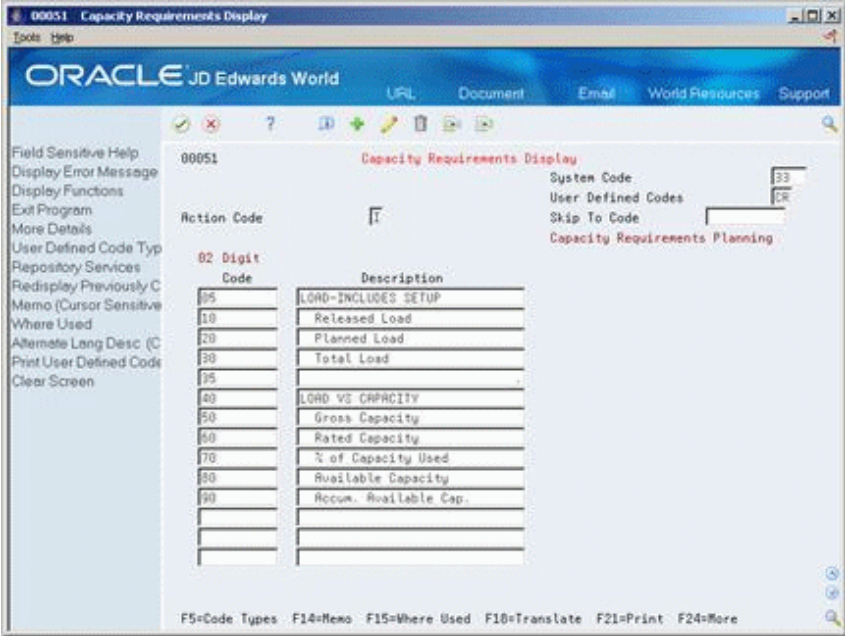 00051 Capacity Requirements Display
Tools Help
ORACLE JD Edwards World
URL Document Email World Resources Support
Field Sensitive Help
Display Error Message
Display Functions
Exit Program
More Details
User Defined Code Typ
Repository Services
Redisplay Previously C
Memo (Cursor Sensitive
Where Used
Alternate Lang Desc (C
Print User Defined Code
Clear Screen
00051 Capacity Requirements Display
System Code 33
User Defined Codes CR
Action Code I Skip To Code
Capacity Requirements Planning
02 Digit
Code Description
05 LOAD-INCLUDES SETUP
10 Released Load
20 Planned Load
30 Total Load
35 .
40 LOAD VS CAPACITY
50 Gross Capacity
60 Rated Capacity
70 % of Capacity Used
80 Available Capacity
90 Accum. Available Cap.
F5=Code Types F14=Memo F15=Where Used F18=Translate F21=Print F24=More